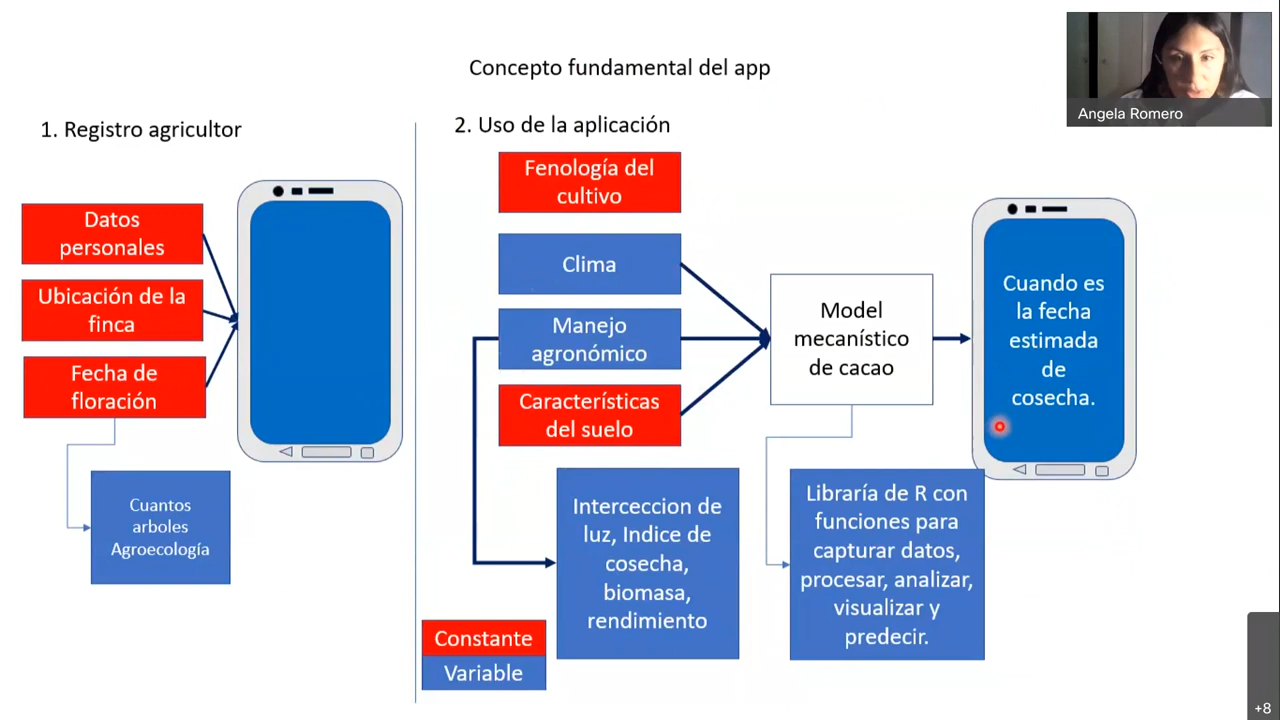 Concepto fundamental del app
Angela Romero
1. Registro agricultor
Datos
personales
Ubicación de la
finca
Fecha de
floración
Cuantos
arboles
Agroecología
2. Uso de la aplicación
Fenología del
cultivo
Clima
Manejo
agronómico
Características
del suelo
Model
mecanístico
de cacao
Cuando es
la fecha
estimada
de
cosecha.
Interceccion de
luz, Indice de
cosecha,
biomasa,
rendimiento
Libraría de R con
funciones para
capturar datos,
procesar, analizar,
visualizar y
predecir.
Constante
Variable
+8